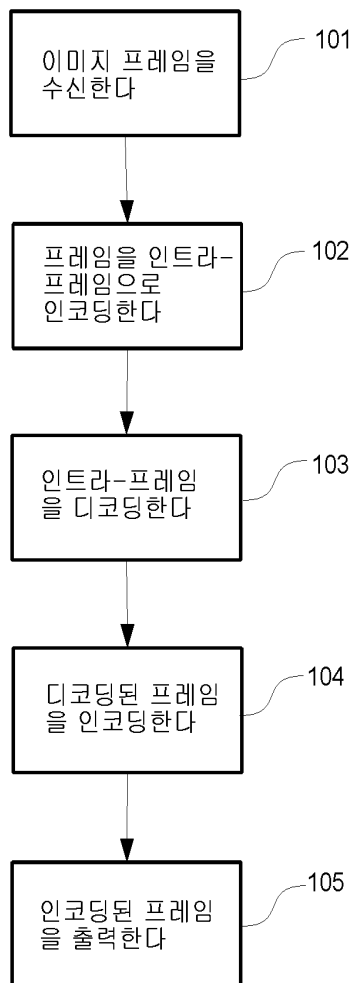 101
이미지 프레임을
수신한다
102
프레임을 인트라-
프레임으로
인코딩한다
103
인트라-프레임
을 디코딩한다
104
디코딩된 프레임
을 인코딩한다
105
인코딩된 프레임
을 출력한다